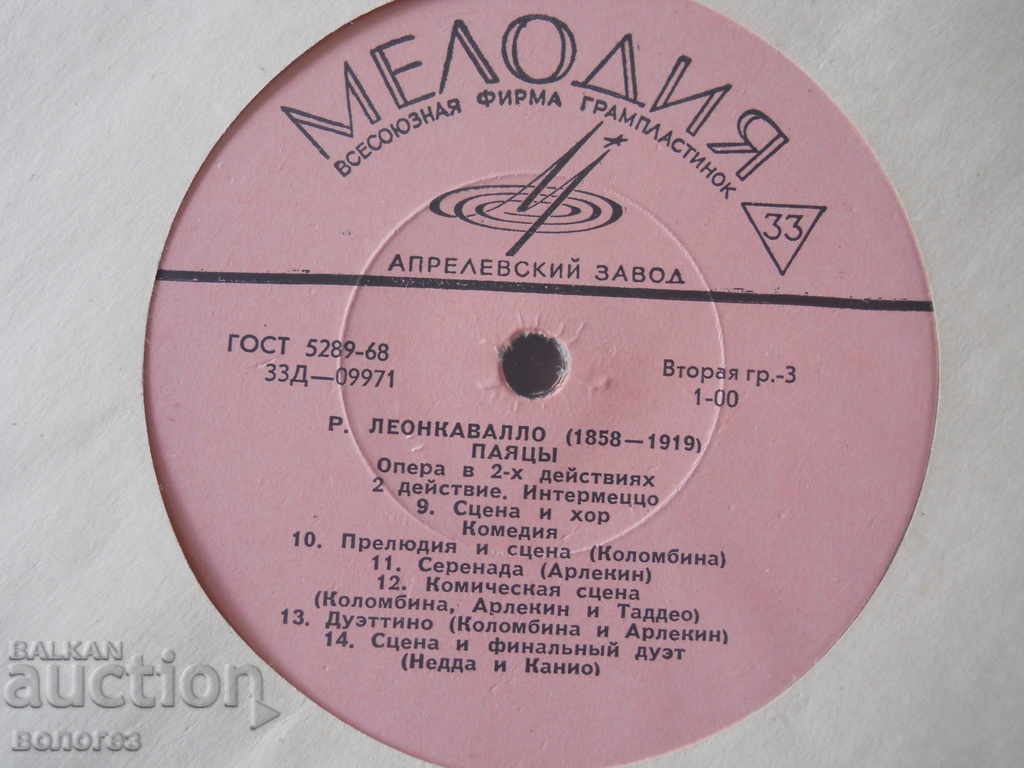 МЕЛОДИЯ
ВСЕСОЮЗНАЯ ФИРМА ГРАМПЛАСТИНОК
33
АПРЕЛЕВСКИЙ ЗАВОД
ГОСТ 5289-68
33Д—09971
Вторая гр.-3
1-00
Р. ЛЕОНКАВАЛЛО (1858—1919)
ПАЯЦЫ
Опера в 2-х действиях
2 действие. Интермеццо
9. Сцена и хор
Комедия
10. Прелюдия и сцена (Коломбина)
11. Серенада (Арлекин)
12. Комическая сцена
(Коломбина, Арлекин и Таддео)
13. Дуэттино (Коломбина и Арлекин)
14. Сцена и финальный дуэт
(Недда и Канио)
BALKAN
auction
волог63